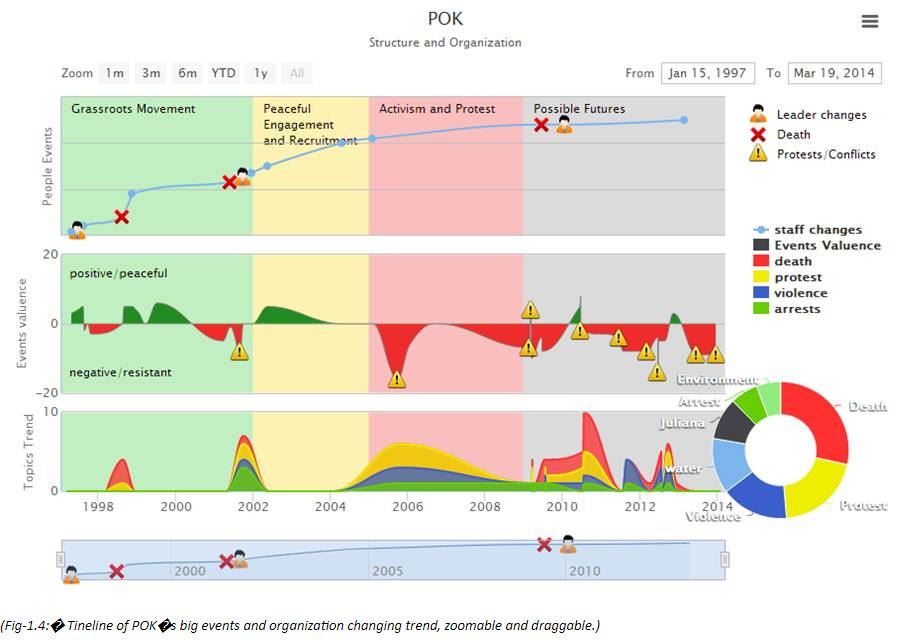 POK
Structure and Organization
Zoom 1m 3m 6m YTD 1y All
From Jan 15, 1997 To Mar 19, 2014
People Events
Grassroots Movement
Peaceful
Engagement
and Recruitment
Activism and Protest
Possible Futures
Leader changes
Death
Protests/Conflicts
staff changes
Events Valuence
death
protest
violence
arrests
Events valuence
20
0
-20
positive/peaceful
negative/resistant
Topics Trend
10
0
1998 2000 2002 2004 2006 2008 2010 2012 2014
Environment
Arrest
Juliana
water
Violence
Death
Protest
2000 2005 2010
(Fig-1.4:� Tineline of POK�s big events and organization changing trend, zoomable and draggable.)